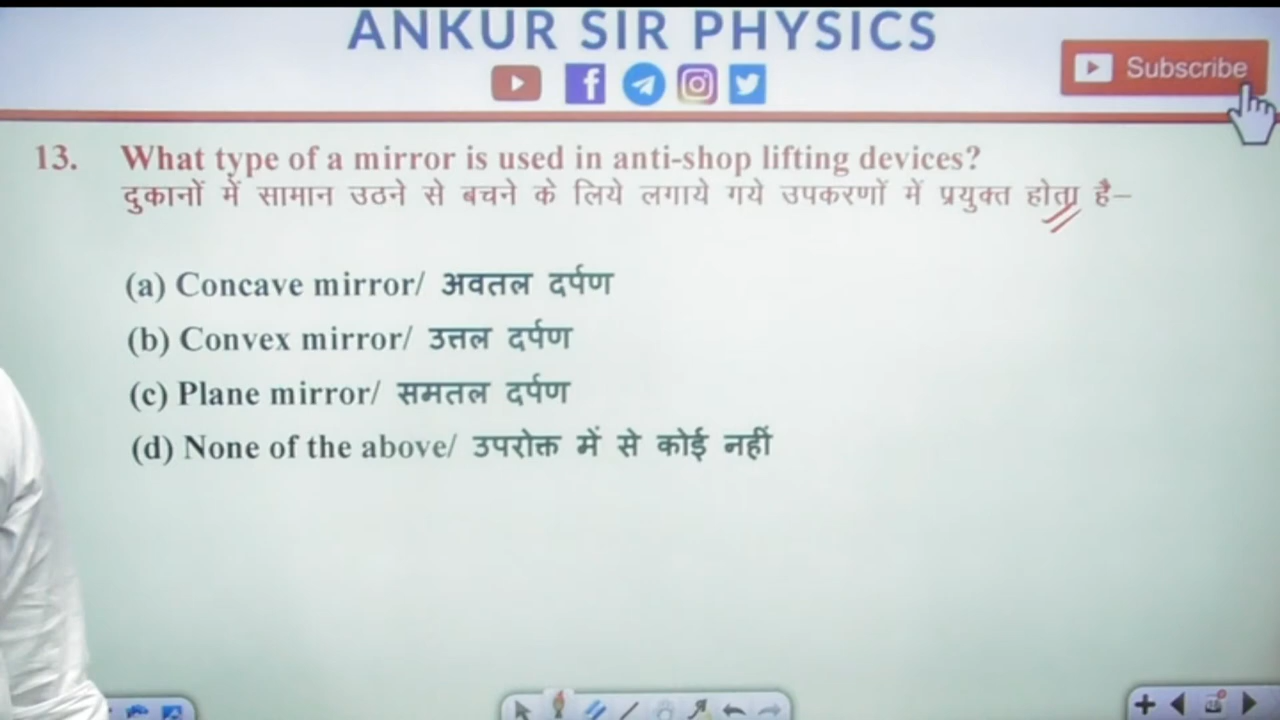 ANKUR SIR PHYSICS
Subscribe
13. What type of a mirror is used in anti-shop lifting devices?
दुकानों में सामान उठने से बचने के लिये लगाये गये उपकरणों में प्रयुक्त होता है–
(a) Concave mirror/ अवतल दर्पण
(b) Convex mirror/ उत्तल दर्पण
(c) Plane mirror/ समतल दर्पण
(d) None of the above/ उपरोक्त में से कोई नहीं